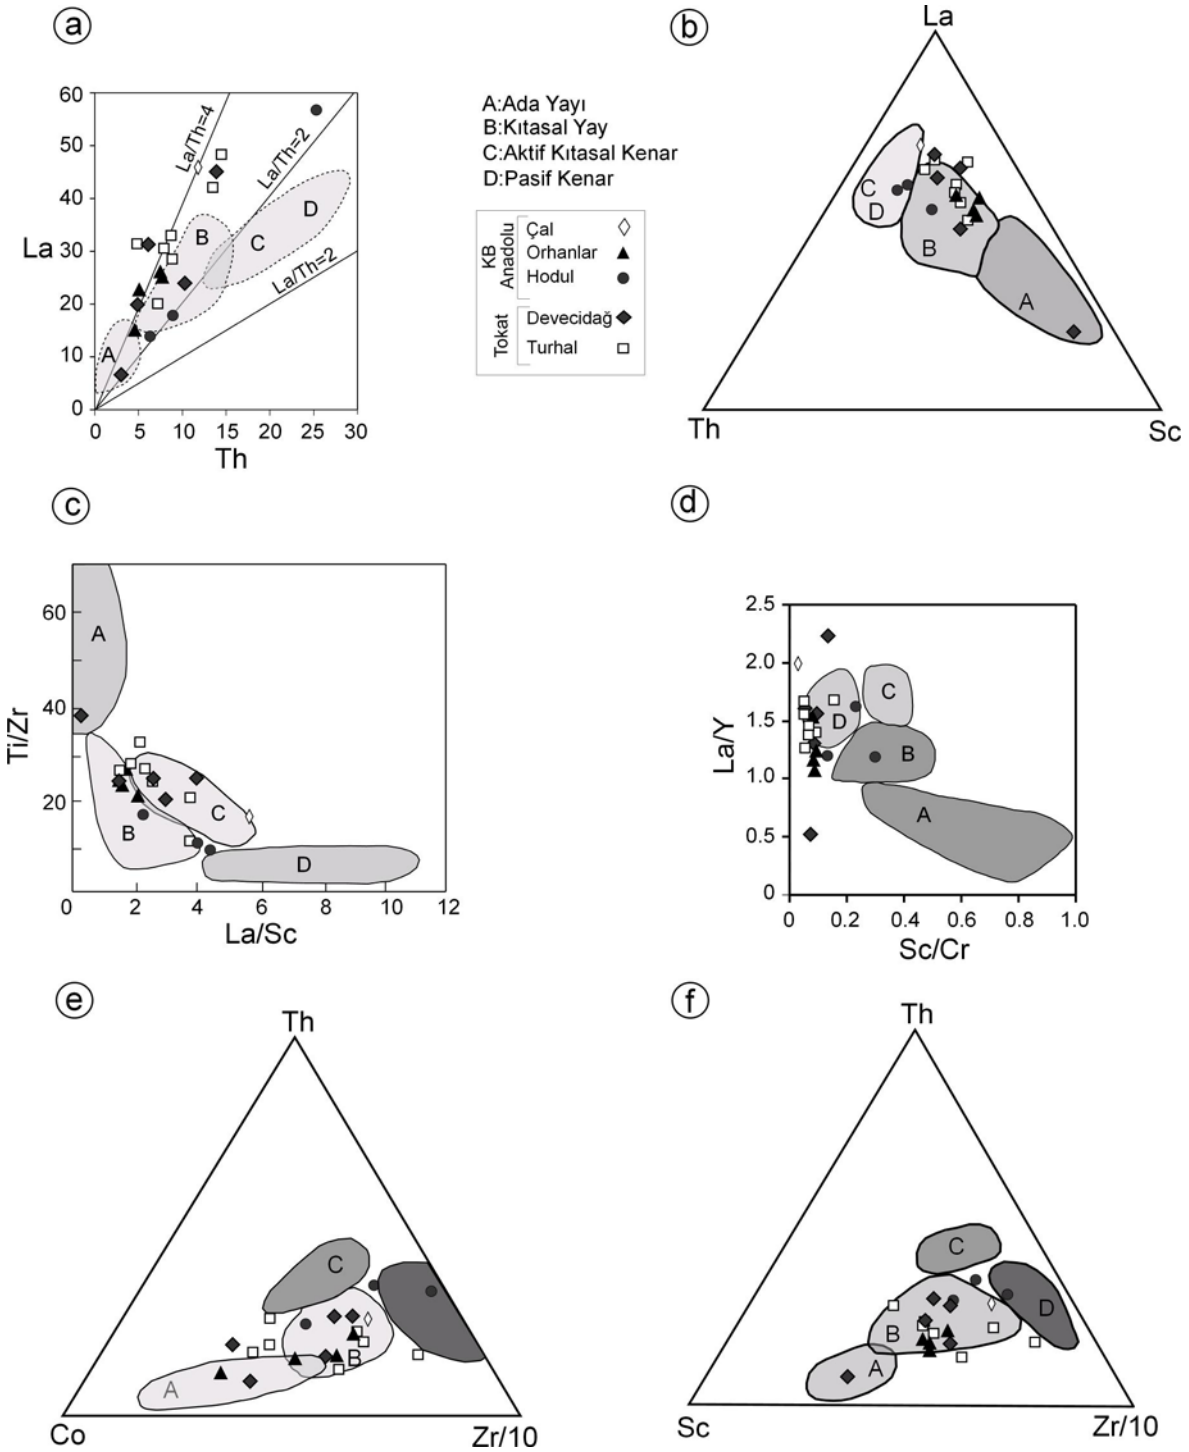 a
60
50
40
30
20
10
0
La
La/Th=4
La/Th=2
La/Th=2
A
B
C
D
0 5 10 15 20 25 30
Th
A:Ada Yayı
B:Kıtasal Yay
C:Aktif Kıtasal Kenar
D:Pasif Kenar
KB Anadolu
Çal
Orhanlar
Hodul
Tokat
Devecidağ
Turhal
b
La
C
D
B
A
Th
Sc
c
60
40
20
Ti/Zr
A
B
C
D
0 2 4 6 8 10 12
La/Sc
d
2.5
2.0
1.5
1.0
0.5
0
La/Y
C
D
B
A
0 0.2 0.4 0.6 0.8 1.0
Sc/Cr
e
Th
C
B
A
Co
Zr/10
f
Th
C
D
B
A
Sc
Zr/10